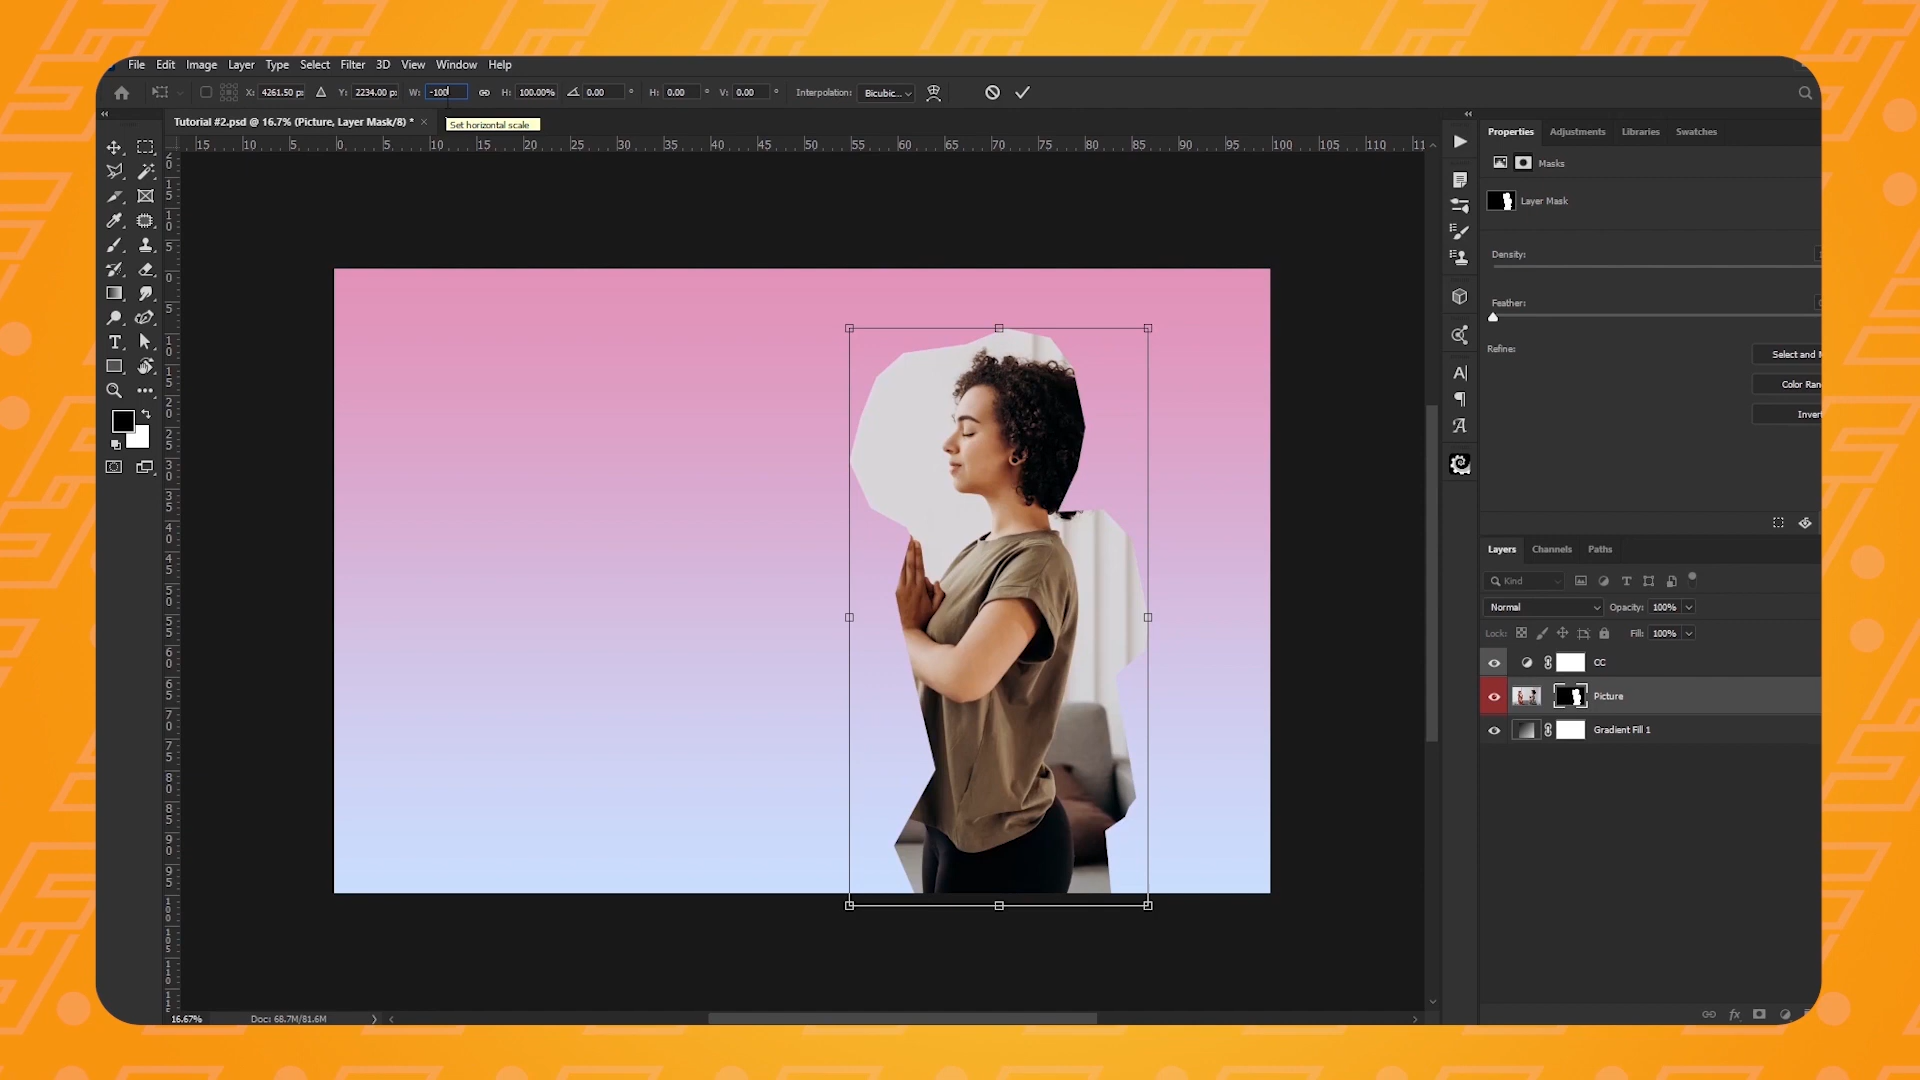 File Edit Image Layer Type Select Filter 3D View Window Help
X: 4261.50 p: Y: 2234.00 p: W: -100 H: 100.00% 0.00 ° H: 0.00 ° V: 0.00 ° Interpolation: Bicubic...
Tutorial #2.psd @ 16.7% (Picture, Layer Mask/8) * ×
Set horizontal scale
15 10 5 0 5 10 15 20 25 30 35 40 45 50 55 60 65 70 75 80 85 90 95 100 105 110 11
Properties Adjustments Libraries Swatches
Masks
Layer Mask
Density:
Feather:
Refine:
Select and M
Color Ran
Invert
Layers Channels Paths
Kind
Normal Opacity: 100%
Lock: Fill: 100%
CC
Picture
Gradient Fill 1
fx
16.67% Doc: 68.7M/81.6M